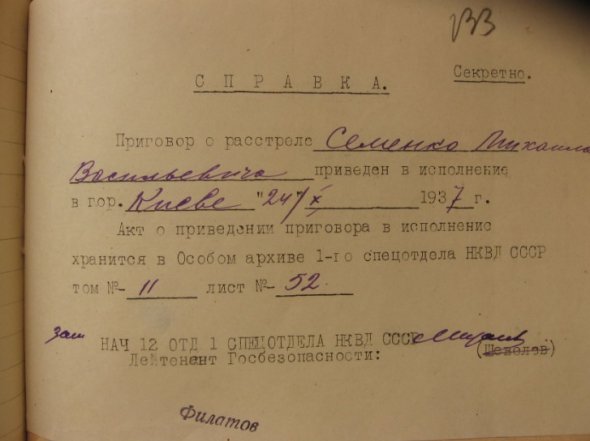 133
С П Р А В К А.
Секретно.
Приговор о расстреле Семенко Михаила
Васильевича приведен в исполнение
в гор. Киеве "24" X 1937 г.
Акт о приведении приговора в исполнение
хранится в Особом архиве 1-го спецотдела НКВД СССР
том №- 11 лист №- 52.
зам НАЧ 12 ОТД 1 СПЕЦОТДЕЛА НКВД СССР
Лейтенант Госбезопасности: (Шевелев)
Филатов